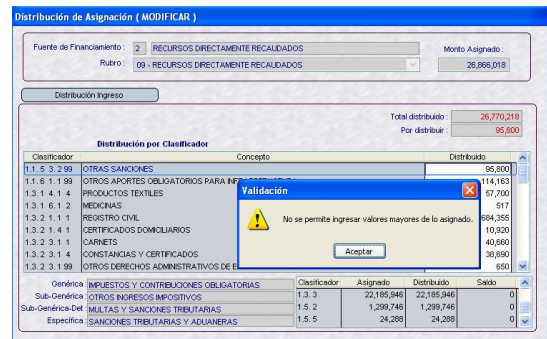 Distribución de Asignación ( MODIFICAR )
Fuente de Financiamiento : 2 RECURSOS DIRECTAMENTE RECAUDADOS Monto Asignado :
Rubro : 09 - RECURSOS DIRECTAMENTE RECAUDADOS 26,866,018
Distribución Ingreso
Total distribuido : 26,770,218
Por distribuir : 95,800
Distribución por Clasificador
Clasificador Concepto Distribuido
1.1.5 3.2 99 OTRAS SANCIONES 95,800
1.1.6 1.1 99 OTROS APORTES OBLIGATORIOS PARA 114,163
1.3.1 4.1 4 PRODUCTOS TEXTILES 57,700
1.3.1 6.1 2 MEDICINAS 517
1.3.2 1.1 1 REGISTRO CIVIL 684,355
1.3.2 1.4 1 CERTIFICADOS DOMICILIARIOS 10,920
1.3.2 3.1 1 CARNETS 40,660
1.3.2 3.1 4 CONSTANCIAS Y CERTIFICADOS 38,690
1.3.2 3.1 99 OTROS DERECHOS ADMINISTRATIVOS DE E 650
Validación
No se permite ingresar valores mayores de lo asignado.
Aceptar
Genérica : IMPUESTOS Y CONTRIBUCIONES OBLIGATORIAS
Sub-Genérica : OTROS INGRESOS IMPOSITIVOS
Sub-Genérica-Det : MULTAS Y SANCIONES TRIBUTARIAS
Específica : SANCIONES TRIBUTARIAS Y ADUANERAS
Clasificador Asignado Distribuido Saldo
1.3. 3 22,185,946 22,185,946 0
1.5. 2 1,299,746 1,299,746 0
1.5. 5 24,288 24,288 0